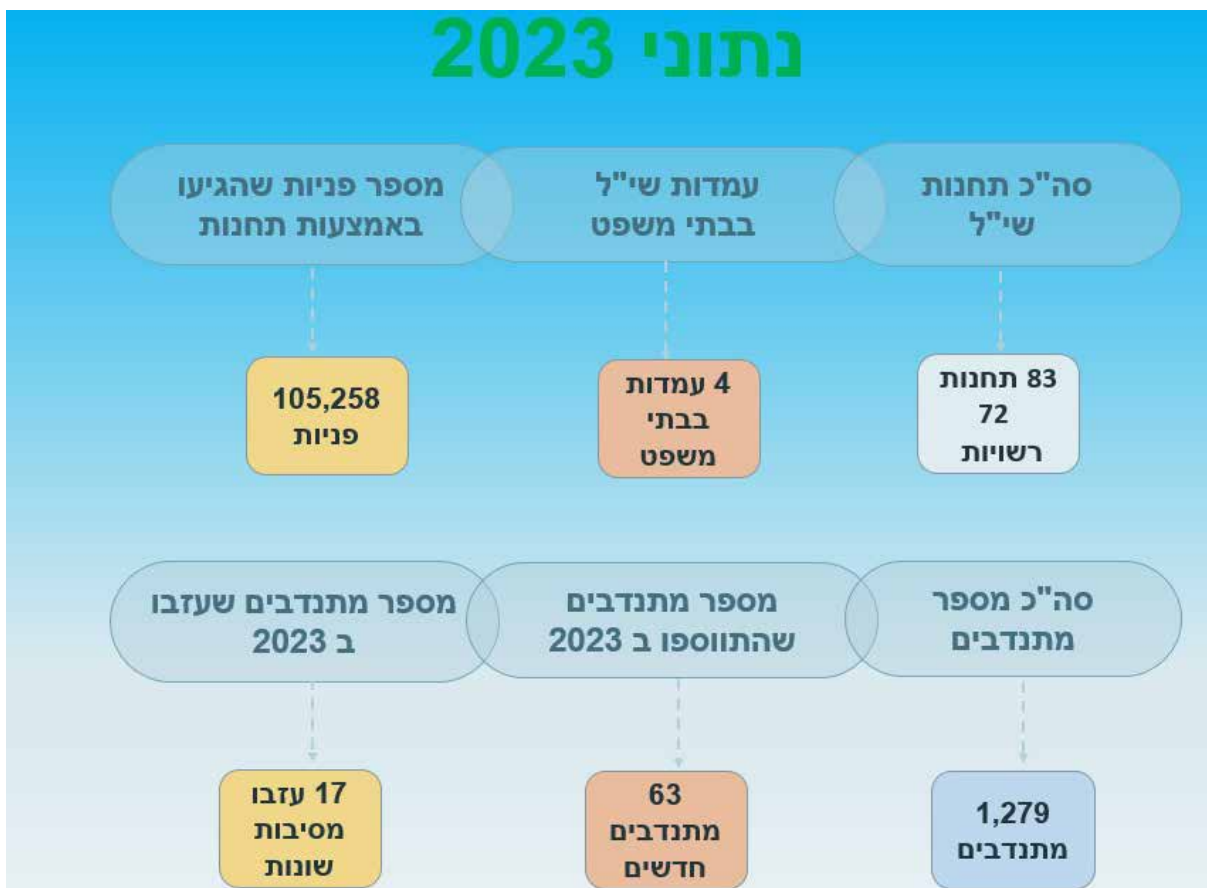 נתוני 2023
סה"כ תחנות
שי"ל
עמדות שי"ל
בבתי משפט
מספר פניות שהגיעו
באמצעות תחנות
83 תחנות
72
רשויות
4 עמדות
בבתי
משפט
105,258
פניות
סה"כ מספר
מתנדבים
מספר מתנדבים
שהתווספו ב 2023
מספר מתנדבים שעזבו
ב 2023
1,279
מתנדבים
63
מתנדבים
חדשים
17 עזבו
מסיבות
שונות